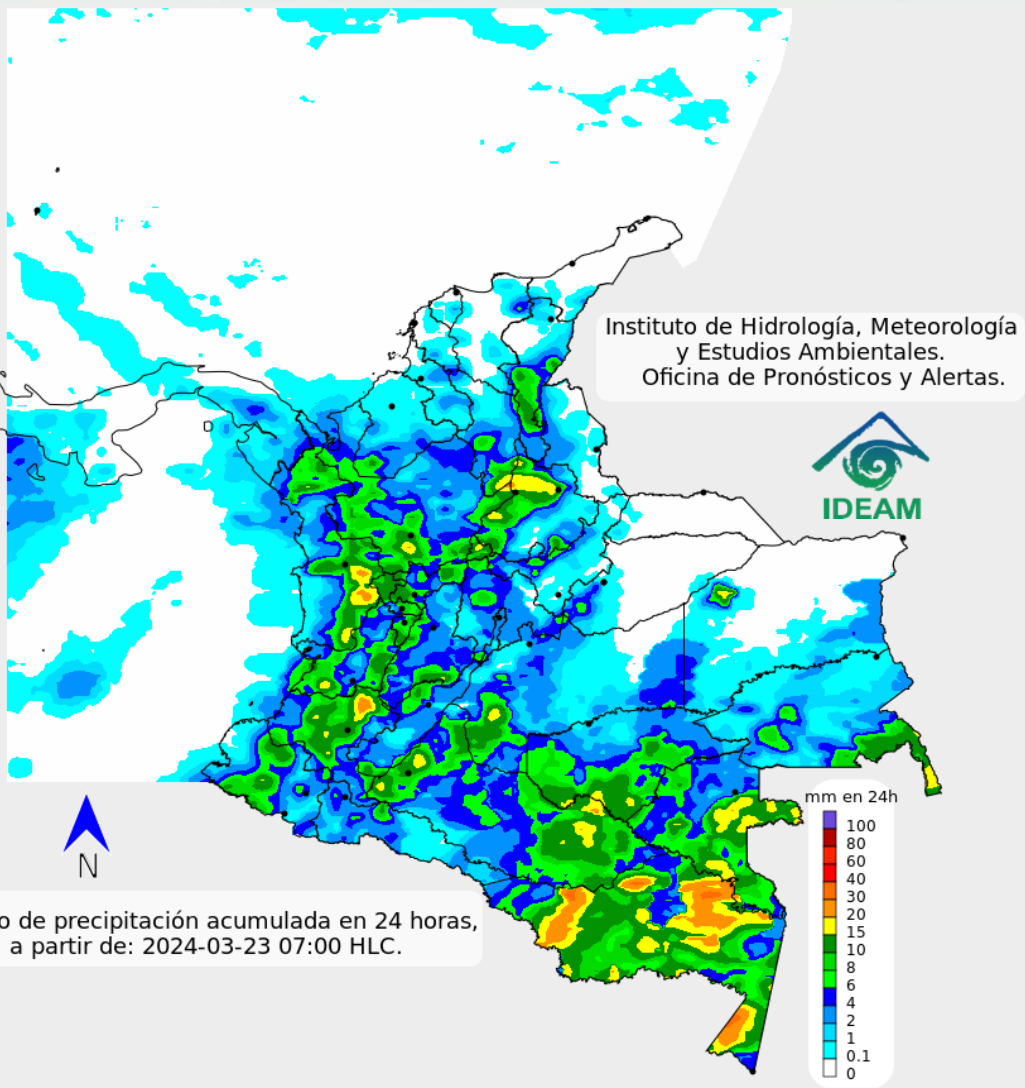 Instituto de Hidrología, Meteorología
y Estudios Ambientales.
Oficina de Pronósticos y Alertas.
IDEAM
mm en 24h
100
80
60
40
30
20
15
10
8
6
4
2
1
0.1
0
N
o de precipitación acumulada en 24 horas,
a partir de: 2024-03-23 07:00 HLC.